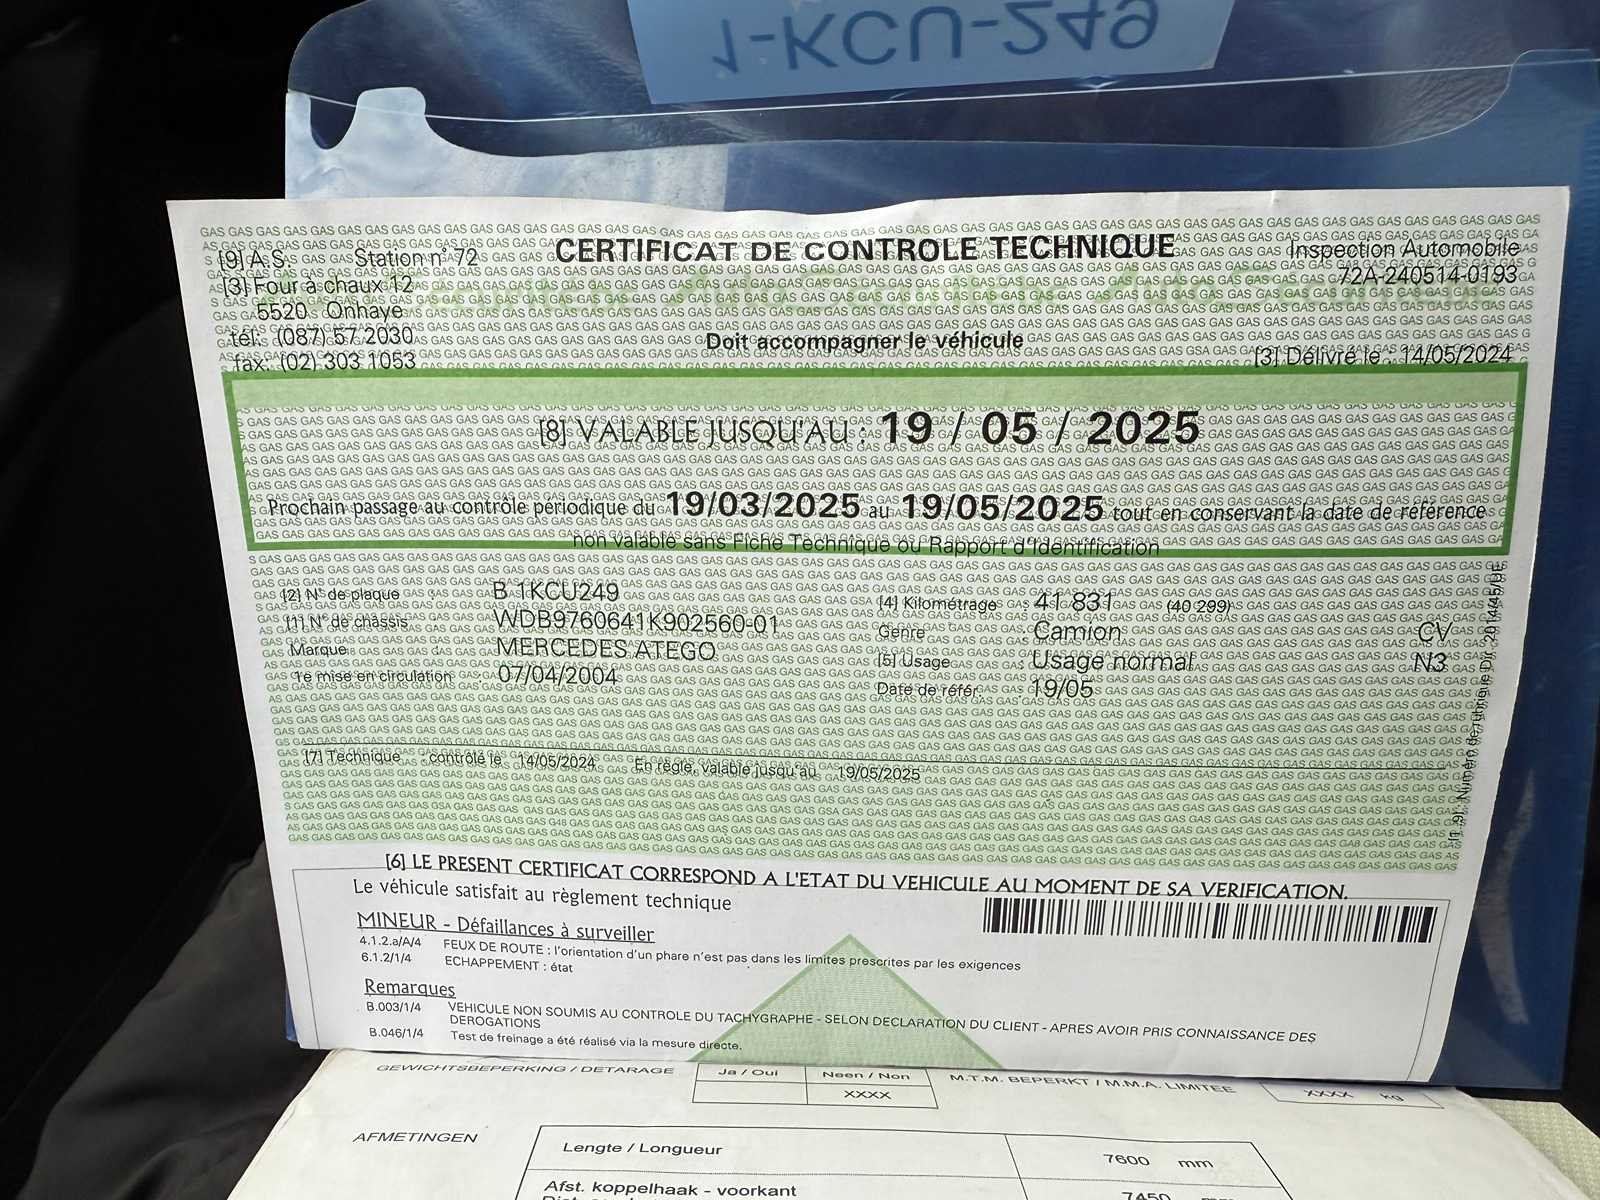 1-KCU-249
[9] A.S. Station n° 72
[3] Four à chaux 12
5520 Onhaye
tél: (087) 57 2030
fax: (02) 303 1053
CERTIFICAT DE CONTROLE TECHNIQUE
Doit accompagner le véhicule
Inspection Automobile
72A-240514-0193
[3] Délivré le : 14/05/2024
[8] VALABLE JUSQU'AU : 19 / 05 / 2025
Prochain passage au contrôle périodique du 19/03/2025 au 19/05/2025 tout en conservant la date de référence
non valable sans Fiche Technique ou Rapport d'Identification
[2] N° de plaque : B 1KCU249
[1] N° de chassis : WDB9760641K902560-01
Marque : MERCEDES ATEGO
1e mise en circulation : 07/04/2004
[4] Kilométrage : 41 831 (40 299)
Genre : Camion CV
[5] Usage : Usage normal N3
Date de référ. : 19/05
[1..9] : Numéro de rubrique Dir. 2014/45/UE
[7] Technique : contrôlé le 14/05/2024 En règle, valable jusqu'au 19/05/2025
[6] LE PRESENT CERTIFICAT CORRESPOND A L'ETAT DU VEHICULE AU MOMENT DE SA VERIFICATION.
Le véhicule satisfait au règlement technique
MINEUR - Défaillances à surveiller
4.1.2.a/A/4 FEUX DE ROUTE : l'orientation d'un phare n'est pas dans les limites prescrites par les exigences
6.1.2/1/4 ECHAPPEMENT : état
Remarques
B.003/1/4 VEHICULE NON SOUMIS AU CONTROLE DU TACHYGRAPHE - SELON DECLARATION DU CLIENT - APRES AVOIR PRIS CONNAISSANCE DES
DEROGATIONS
B.046/1/4 Test de freinage a été réalisé via la mesure directe.
GEWICHTSBEPERKING / DETARAGE Ja / Oui Neen / Non M.T.M. BEPERKT / M.M.A. LIMITEE XXXX kg
XXXX
AFMETINGEN Lengte / Longueur 7600 mm
Afst. koppelhaak - voorkant 7450